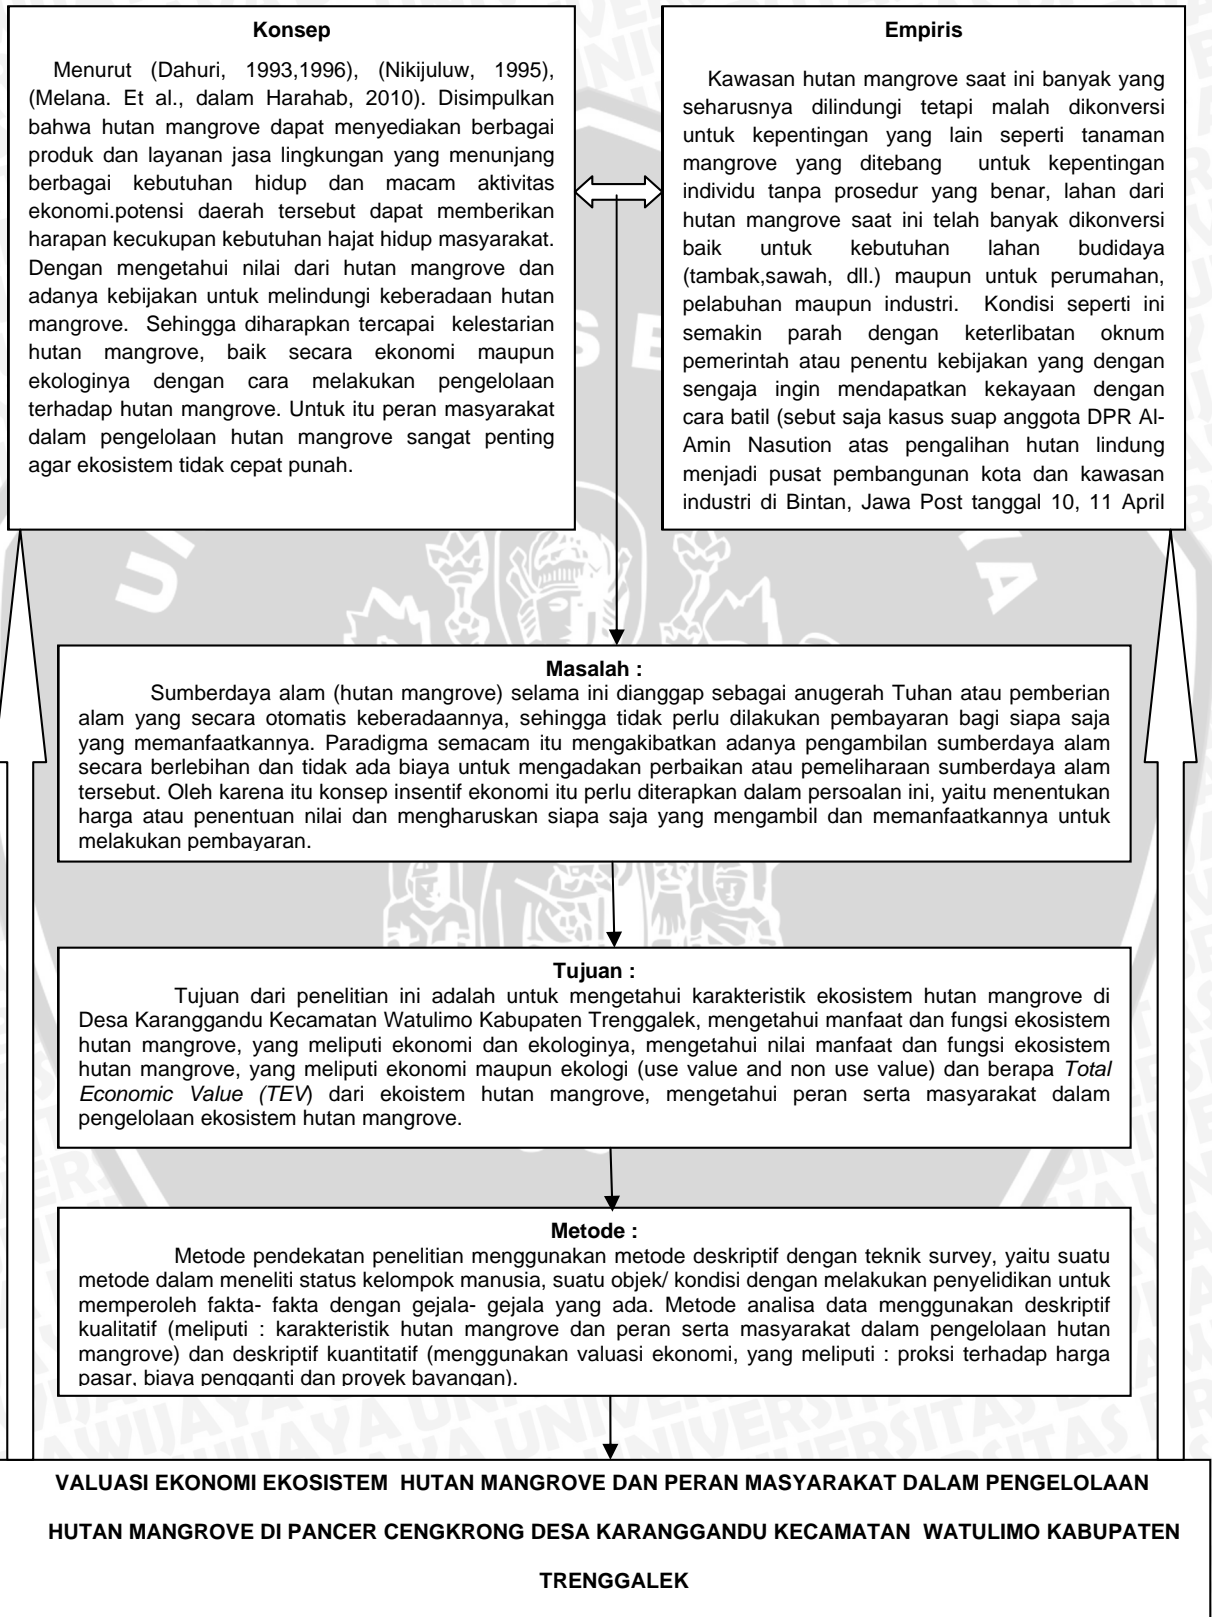 Konsep
Menurut (Dahuri, 1993,1996), (Nikijuluw, 1995),
(Melana. Et al., dalam Harahab, 2010). Disimpulkan
bahwa hutan mangrove dapat menyediakan berbagai
produk dan layanan jasa lingkungan yang menunjang
berbagai kebutuhan hidup dan macam aktivitas
ekonomi.potensi daerah tersebut dapat memberikan
harapan kecukupan kebutuhan hajat hidup masyarakat.
Dengan mengetahui nilai dari hutan mangrove dan
adanya kebijakan untuk melindungi keberadaan hutan
mangrove. Sehingga diharapkan tercapai kelestarian
hutan mangrove, baik secara ekonomi maupun
ekologinya dengan cara melakukan pengelolaan
terhadap hutan mangrove. Untuk itu peran masyarakat
dalam pengelolaan hutan mangrove sangat penting
agar ekosistem tidak cepat punah.
Empiris
Kawasan hutan mangrove saat ini banyak yang
seharusnya dilindungi tetapi malah dikonversi
untuk kepentingan yang lain seperti tanaman
mangrove yang ditebang untuk kepentingan
individu tanpa prosedur yang benar, lahan dari
hutan mangrove saat ini telah banyak dikonversi
baik untuk kebutuhan lahan budidaya
(tambak,sawah, dll.) maupun untuk perumahan,
pelabuhan maupun industri. Kondisi seperti ini
semakin parah dengan keterlibatan oknum
pemerintah atau penentu kebijakan yang dengan
sengaja ingin mendapatkan kekayaan dengan
cara batil (sebut saja kasus suap anggota DPR Al-
Amin Nasution atas pengalihan hutan lindung
menjadi pusat pembangunan kota dan kawasan
industri di Bintan, Jawa Post tanggal 10, 11 April
Masalah :
Sumberdaya alam (hutan mangrove) selama ini dianggap sebagai anugerah Tuhan atau pemberian
alam yang secara otomatis keberadaannya, sehingga tidak perlu dilakukan pembayaran bagi siapa saja
yang memanfaatkannya. Paradigma semacam itu mengakibatkan adanya pengambilan sumberdaya alam
secara berlebihan dan tidak ada biaya untuk mengadakan perbaikan atau pemeliharaan sumberdaya alam
tersebut. Oleh karena itu konsep insentif ekonomi itu perlu diterapkan dalam persoalan ini, yaitu menentukan
harga atau penentuan nilai dan mengharuskan siapa saja yang mengambil dan memanfaatkannya untuk
melakukan pembayaran.
Tujuan :
Tujuan dari penelitian ini adalah untuk mengetahui karakteristik ekosistem hutan mangrove di
Desa Karanggandu Kecamatan Watulimo Kabupaten Trenggalek, mengetahui manfaat dan fungsi ekosistem
hutan mangrove, yang meliputi ekonomi dan ekologinya, mengetahui nilai manfaat dan fungsi ekosistem
hutan mangrove, yang meliputi ekonomi maupun ekologi (use value and non use value) dan berapa Total
Economic Value (TEV) dari ekoistem hutan mangrove, mengetahui peran serta masyarakat dalam
pengelolaan ekosistem hutan mangrove.
Metode :
Metode pendekatan penelitian menggunakan metode deskriptif dengan teknik survey, yaitu suatu
metode dalam meneliti status kelompok manusia, suatu objek/ kondisi dengan melakukan penyelidikan untuk
memperoleh fakta- fakta dengan gejala- gejala yang ada. Metode analisa data menggunakan deskriptif
kualitatif (meliputi : karakteristik hutan mangrove dan peran serta masyarakat dalam pengelolaan hutan
mangrove) dan deskriptif kuantitatif (menggunakan valuasi ekonomi, yang meliputi : proksi terhadap harga
pasar, biaya pengganti dan proyek bayangan).
VALUASI EKONOMI EKOSISTEM HUTAN MANGROVE DAN PERAN MASYARAKAT DALAM PENGELOLAAN
HUTAN MANGROVE DI PANCER CENGKRONG DESA KARANGGANDU KECAMATAN WATULIMO KABUPATEN
TRENGGALEK